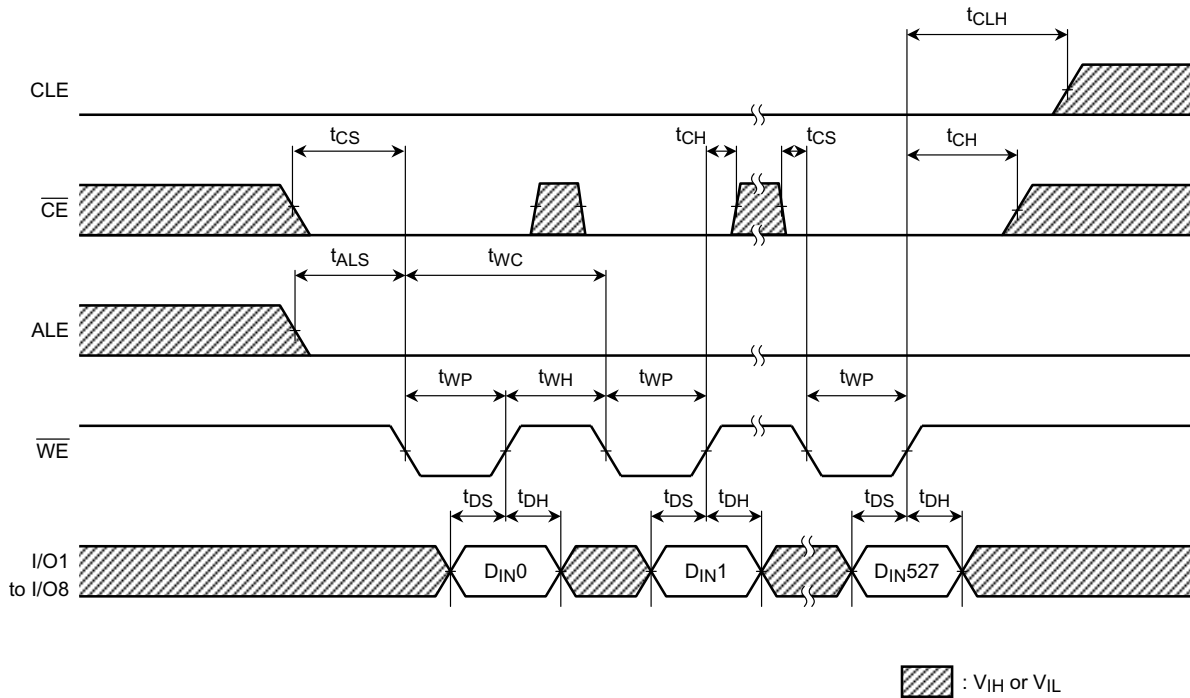 tCLH
CLE
tCS tCH tCS tCH
CE
tALS tWC
ALE
tWP tWH tWP tWP
WE
tDS tDH tDS tDH tDS tDH
I/O1
to I/O8
DIN0 DIN1 DIN527
: VIH or VIL